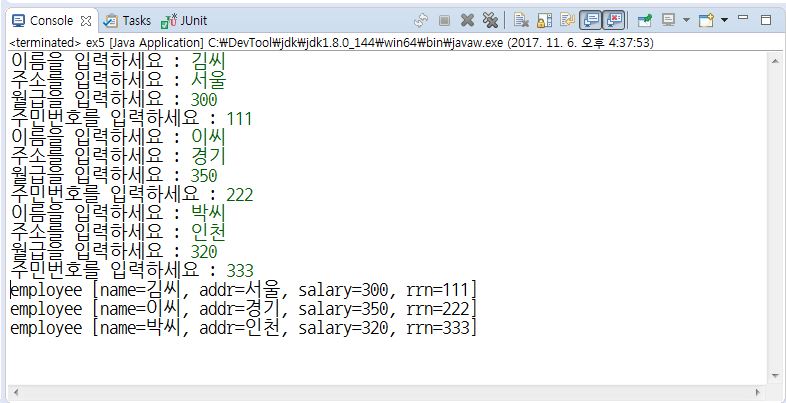 Console Tasks JUnit
<terminated> ex5 [Java Application] C:₩DevTool₩jdk₩jdk1.8.0_144₩win64₩bin₩javaw.exe (2017. 11. 6. 오후 4:37:53)
이름을 입력하세요 : 김씨
주소를 입력하세요 : 서울
월급을 입력하세요 : 300
주민번호를 입력하세요 : 111
이름을 입력하세요 : 이씨
주소를 입력하세요 : 경기
월급을 입력하세요 : 350
주민번호를 입력하세요 : 222
이름을 입력하세요 : 박씨
주소를 입력하세요 : 인천
월급을 입력하세요 : 320
주민번호를 입력하세요 : 333
employee [name=김씨, addr=서울, salary=300, rrn=111]
employee [name=이씨, addr=경기, salary=350, rrn=222]
employee [name=박씨, addr=인천, salary=320, rrn=333]